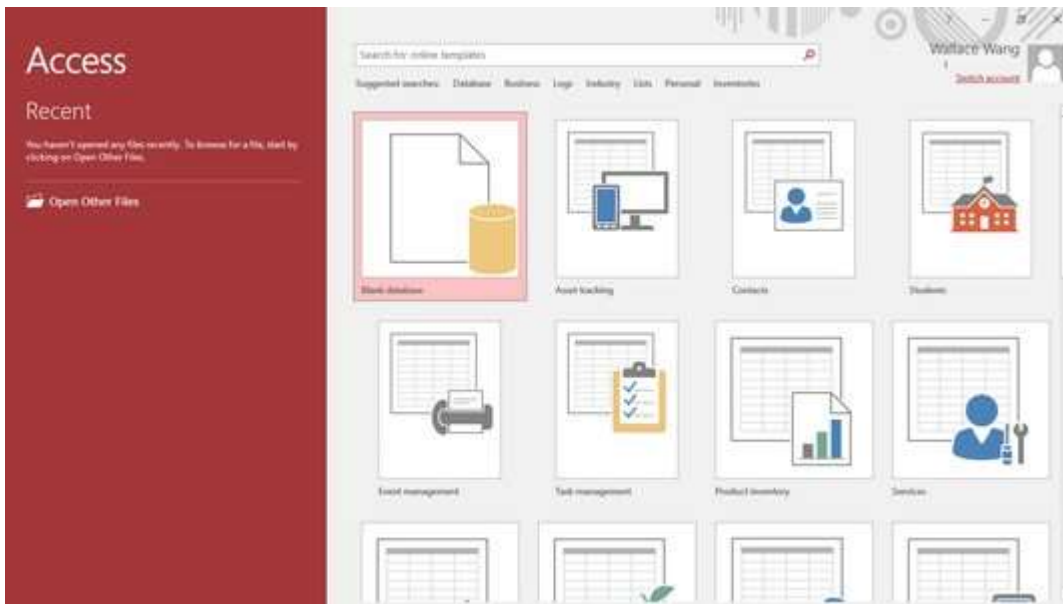 Access
Recent
You haven't opened any files recently. To browse for a file, start by
clicking on Open Other Files.
Open Other Files
Search for online templates
Suggested searches: Database Business Logs Industry Lists Personal Inventories
?
Wallace Wang
Switch account
Blank database
Asset tracking
Contacts
Students
Event management
Task management
Product inventory
Services